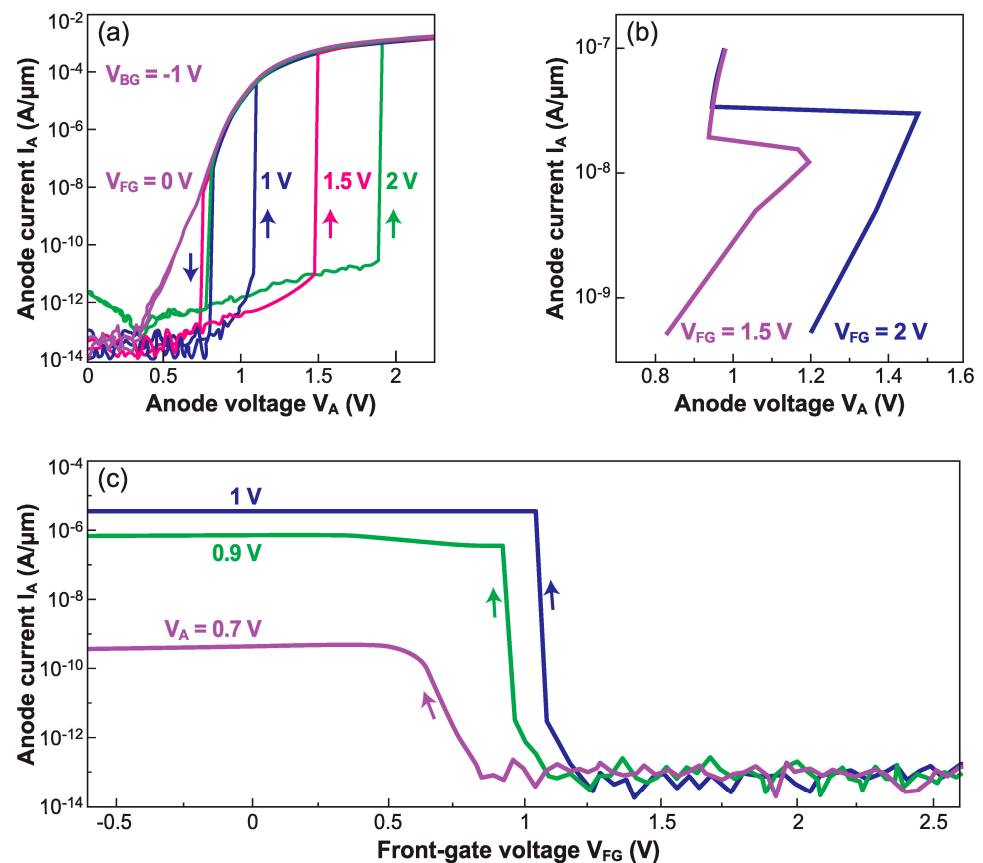 (a)
V_BG = -1 V
V_FG = 0 V
1 V
1.5 V
2 V
10^-2
10^-4
10^-6
10^-8
10^-10
10^-12
10^-14
0
0.5
1
1.5
2
Anode current I_A (A/µm)
Anode voltage V_A (V)
(b)
10^-7
10^-8
10^-9
V_FG = 1.5 V
V_FG = 2 V
0.8
1
1.2
1.4
1.6
Anode current I_A (A/µm)
Anode voltage V_A (V)
(c)
10^-4
10^-6
10^-8
10^-10
10^-12
10^-14
1 V
0.9 V
V_A = 0.7 V
-0.5
0
0.5
1
1.5
2
2.5
Anode current I_A (A/µm)
Front-gate voltage V_FG (V)